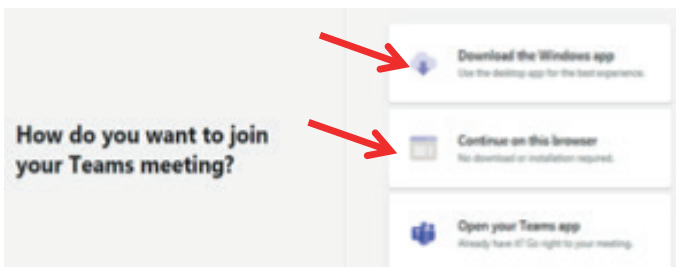 How do you want to join
your Teams meeting?
Download the Windows app
Use the desktop app for the best experience.
Continue on this browser
No download or installation required.
Open your Teams app
Already have it? Go right to your meeting.